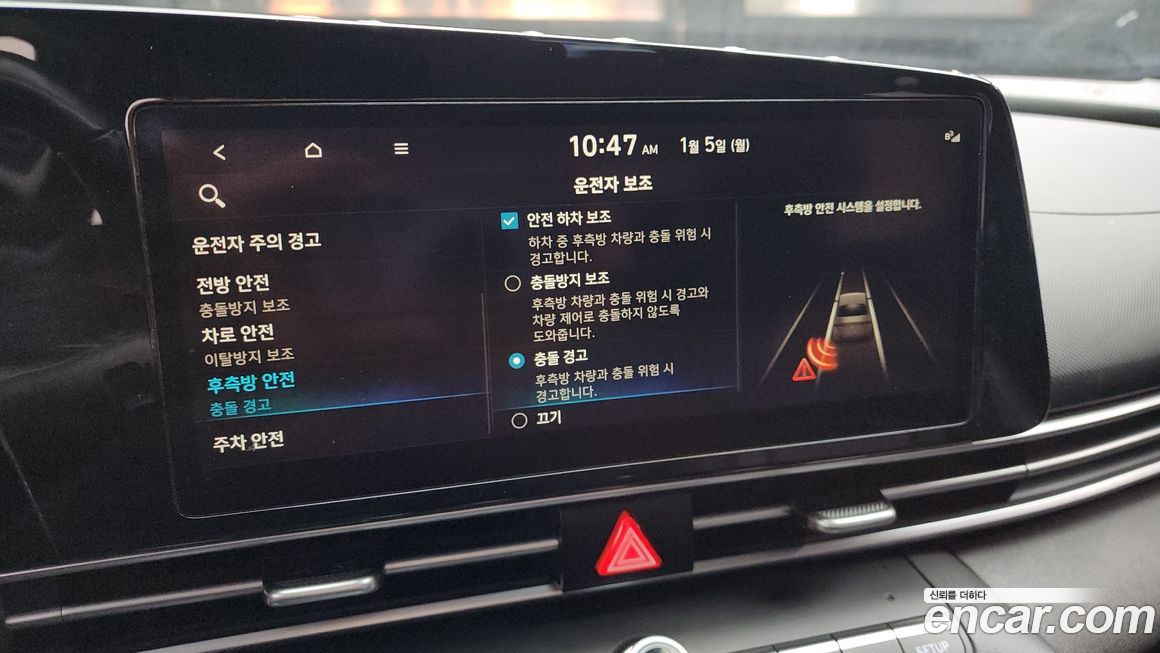 10:47 AM 1월 5일 (월)
운전자 보조
운전자 주의 경고
전방 안전
충돌방지 보조
차로 안전
이탈방지 보조
후측방 안전
충돌 경고
주차 안전
안전 하차 보조
하차 중 후측방 차량과 충돌 위험 시
경고합니다.
충돌방지 보조
후측방 차량과 충돌 위험 시 경고와
차량 제어로 충돌하지 않도록
도와줍니다.
충돌 경고
후측방 차량과 충돌 위험 시
경고합니다.
끄기
후측방 안전 시스템을 설정합니다.
SETUP
신뢰를 더하다
encar.com